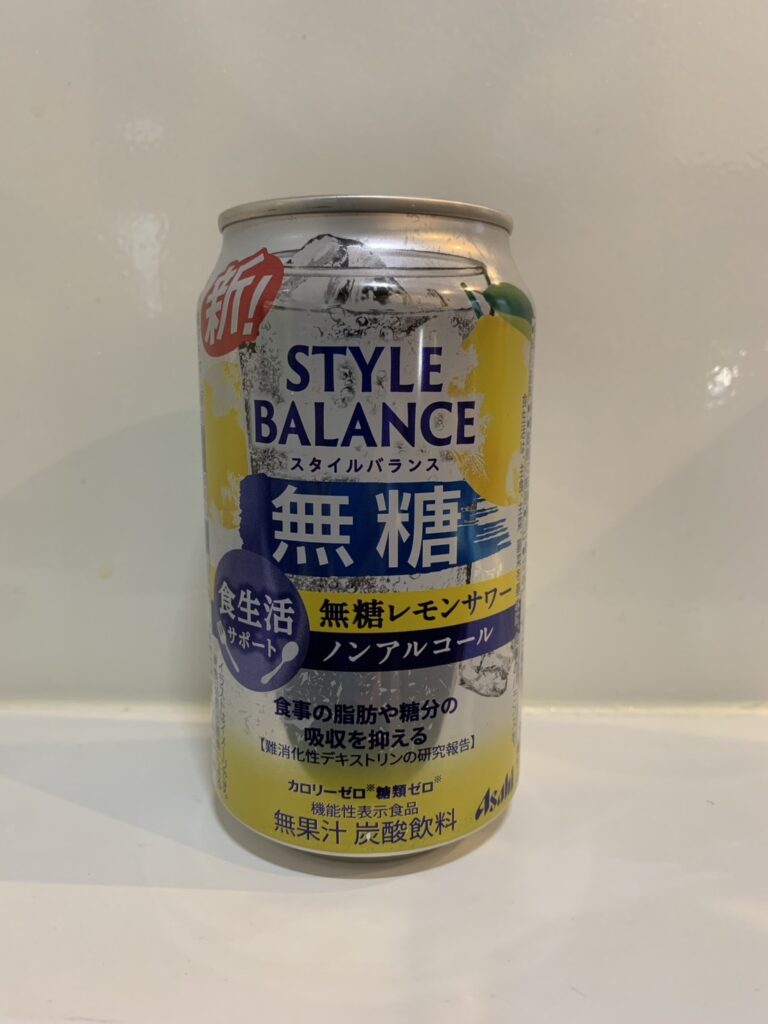 新!
STYLE
BALANCE
スタイルバランス
無糖
食生活
サポート
無糖レモンサワー
ノンアルコール
食事の脂肪や糖分の
吸収を抑える
【難消化性デキストリンの研究報告】
カロリーゼロ※糖類ゼロ※
機能性表示食品
無果汁 炭酸飲料
Asahi